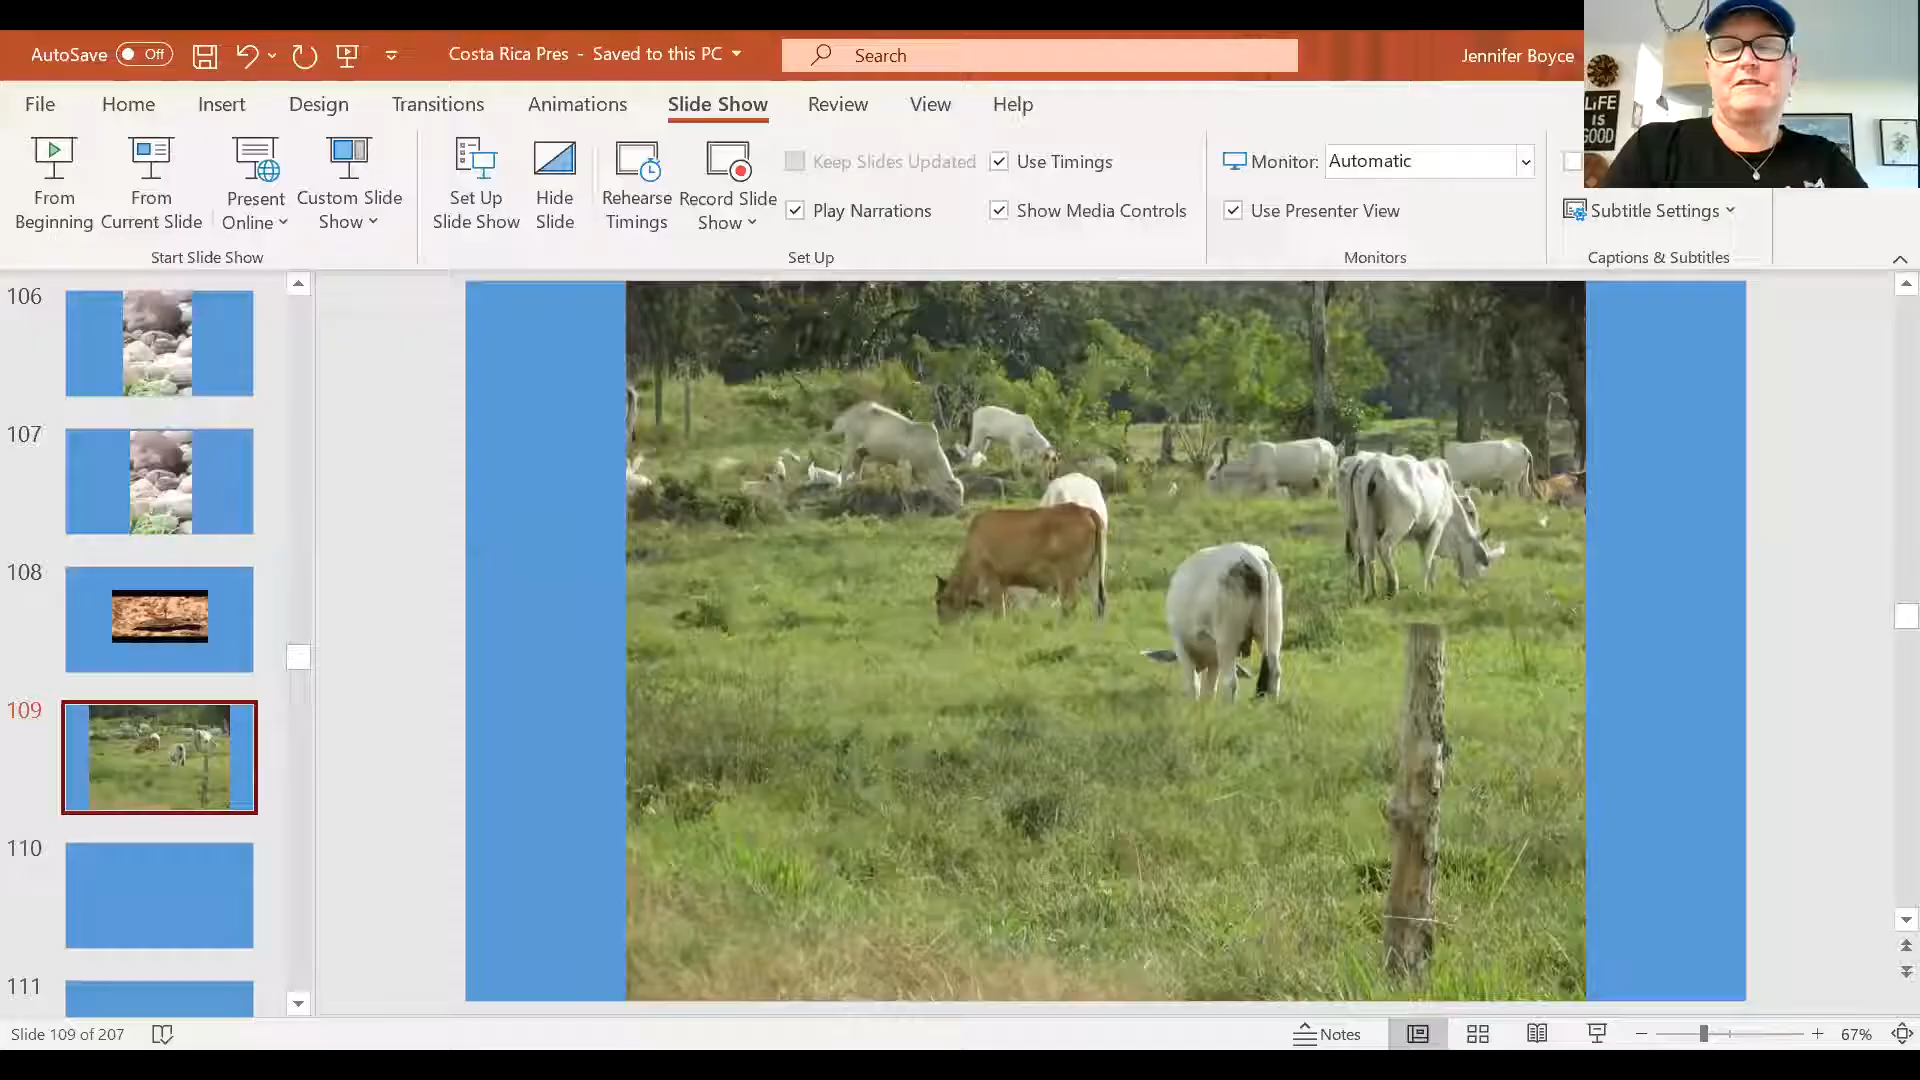 AutoSave Off
Costa Rica Pres - Saved to this PC
Search
Jennifer Boyce
File Home Insert Design Transitions Animations Slide Show Review View Help
From Beginning
From Current Slide
Present Online
Custom Slide Show
Start Slide Show
Set Up Slide Show
Hide Slide
Rehearse Timings
Record Slide Show
Keep Slides Updated
Play Narrations
Use Timings
Show Media Controls
Set Up
Monitor: Automatic
Use Presenter View
Monitors
Subtitle Settings
Captions & Subtitles
LiFE
IS
GOOD
106
107
108
109
110
111
Slide 109 of 207
Notes
67%